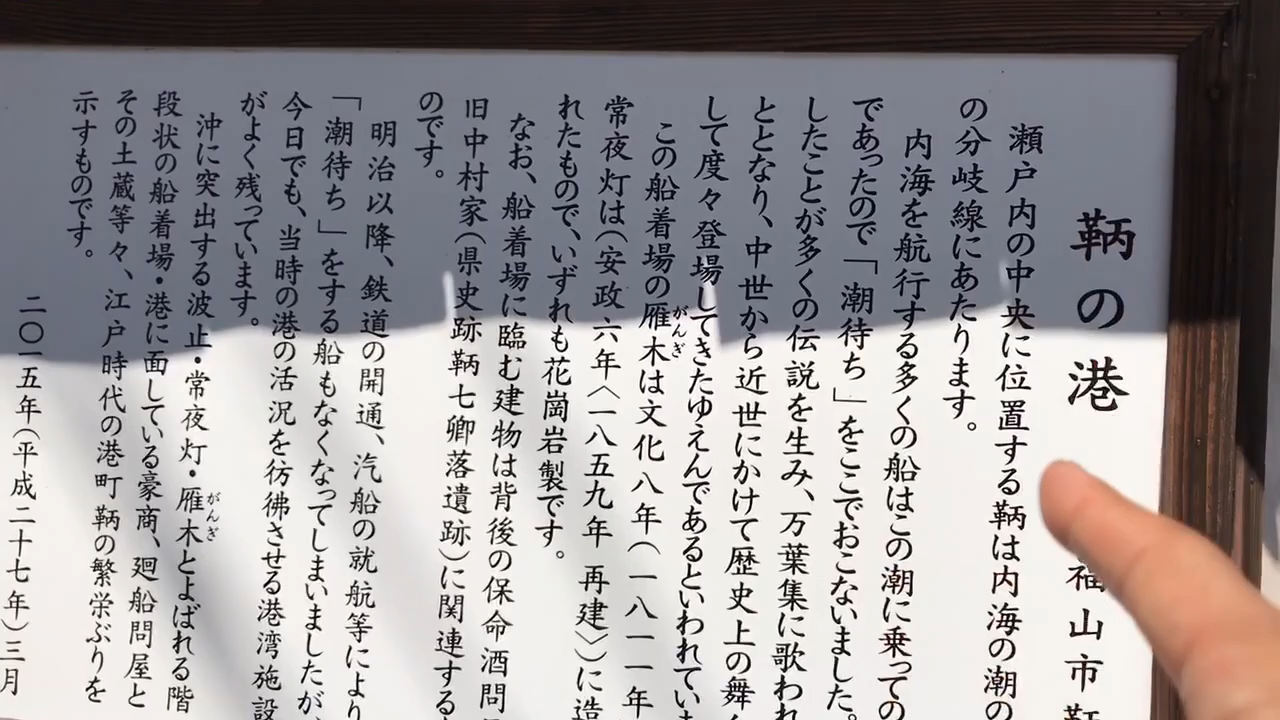 鞆の港
福山市鞆
瀬戸内の中央に位置する鞆は内海の潮の
の分岐線にあたります。
内海を航行する多くの船はこの潮に乗っての
であったので「潮待ち」をここでおこないました。
したことが多くの伝説を生み、万葉集に歌われ
ととなり、中世から近世にかけて歴史上の舞
して度々登場してきたゆえんであるといわれてい
この船着場の雁木は文化八年(一八一一年
がんぎ
常夜灯は(安政六年〈一八五九年 再建〉)に造
れたもので、いずれも花崗岩製です。
なお、船着場に臨む建物は背後の保命酒問
旧中村家(県史跡鞆七卿落遺跡)に関連する
のです。
明治以降、鉄道の開通、汽船の就航等により
「潮待ち」をする船もなくなってしまいましたが、
今日でも、当時の港の活況を彷彿させる港湾施設
がよく残っています。
沖に突出する波止・常夜灯・雁木とよばれる階
がんぎ
段状の船着場・港に面している豪商、廻船問屋と
その土蔵等々、江戸時代の港町鞆の繁栄ぶりを
示すものです。
二〇一五年(平成二十七年)三月